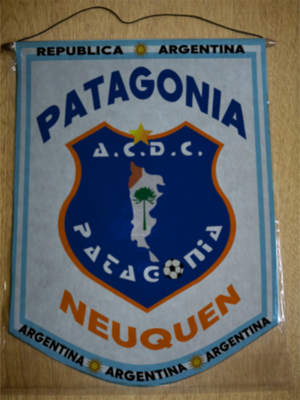 REPUBLICA ARGENTINA
PATAGONIA
A.C.D.C.
PATAGONIA
NEUQUEN
ARGENTINA ARGENTINA ARGENTINA